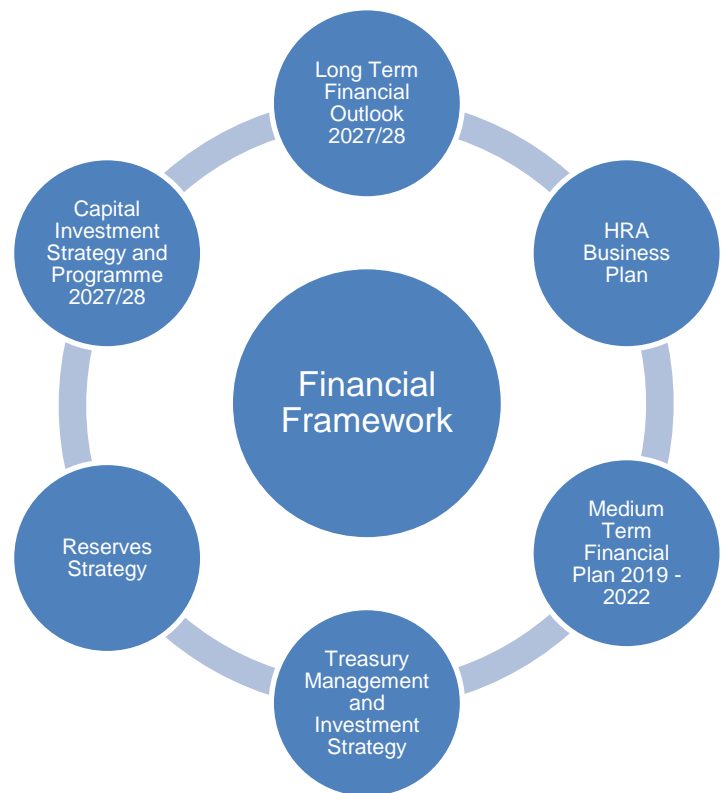 Long Term
Financial
Outlook
2027/28
HRA
Business
Plan
Medium
Term
Financial
Plan 2019 -
2022
Treasury
Management
and
Investment
Strategy
Reserves
Strategy
Capital
Investment
Strategy and
Programme
2027/28
Financial
Framework